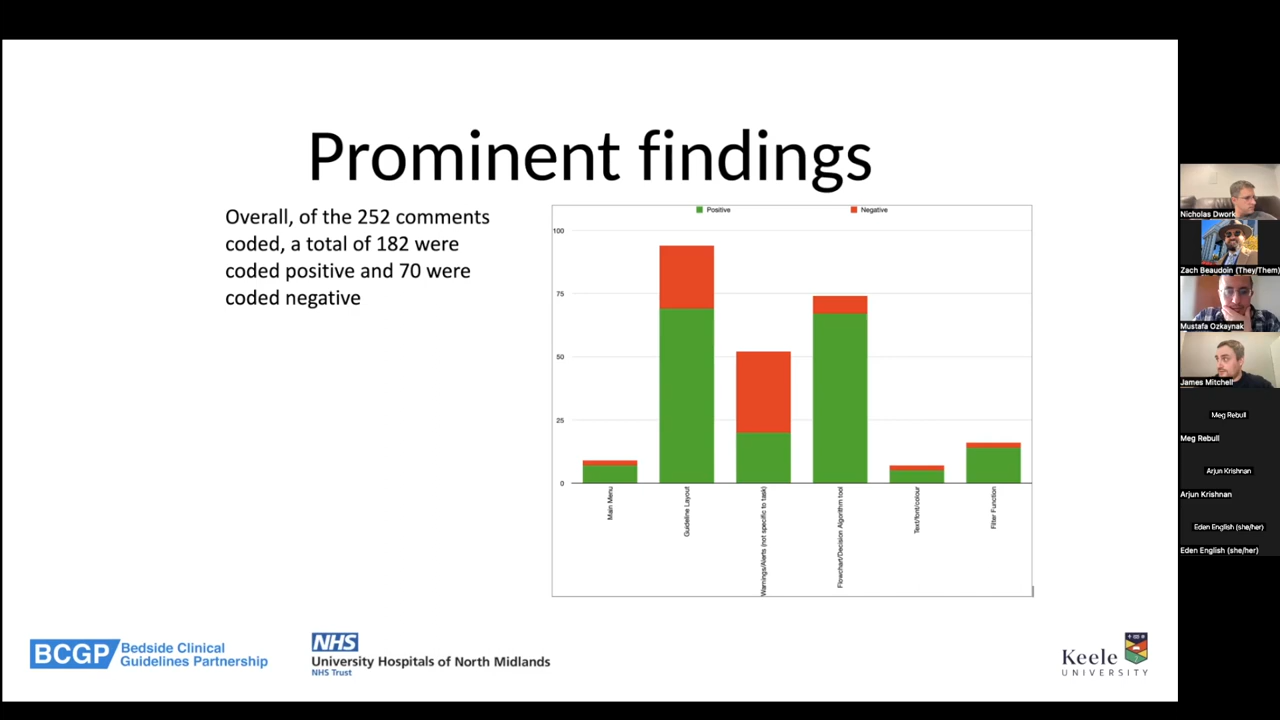 Prominent findings
Overall, of the 252 comments
coded, a total of 182 were
coded positive and 70 were
coded negative
Positive
Negative
100
75
50
25
0
Main Menu
Guideline Layout
Warnings/Alerts (not specific to task)
Flowchart/Decision Algorithm tool
Text/font/colour
Filter Function
BCGP
Bedside Clinical
Guidelines Partnership
NHS
University Hospitals of North Midlands
NHS Trust
Keele
UNIVERSITY
Nicholas Dwork
Zach Beaudoin (They/Them)
Mustafa Ozkaynak
James Mitchell
Meg Rebull
Meg Rebull
Arjun Krishnan
Arjun Krishnan
Eden English (she/her)
Eden English (she/her)